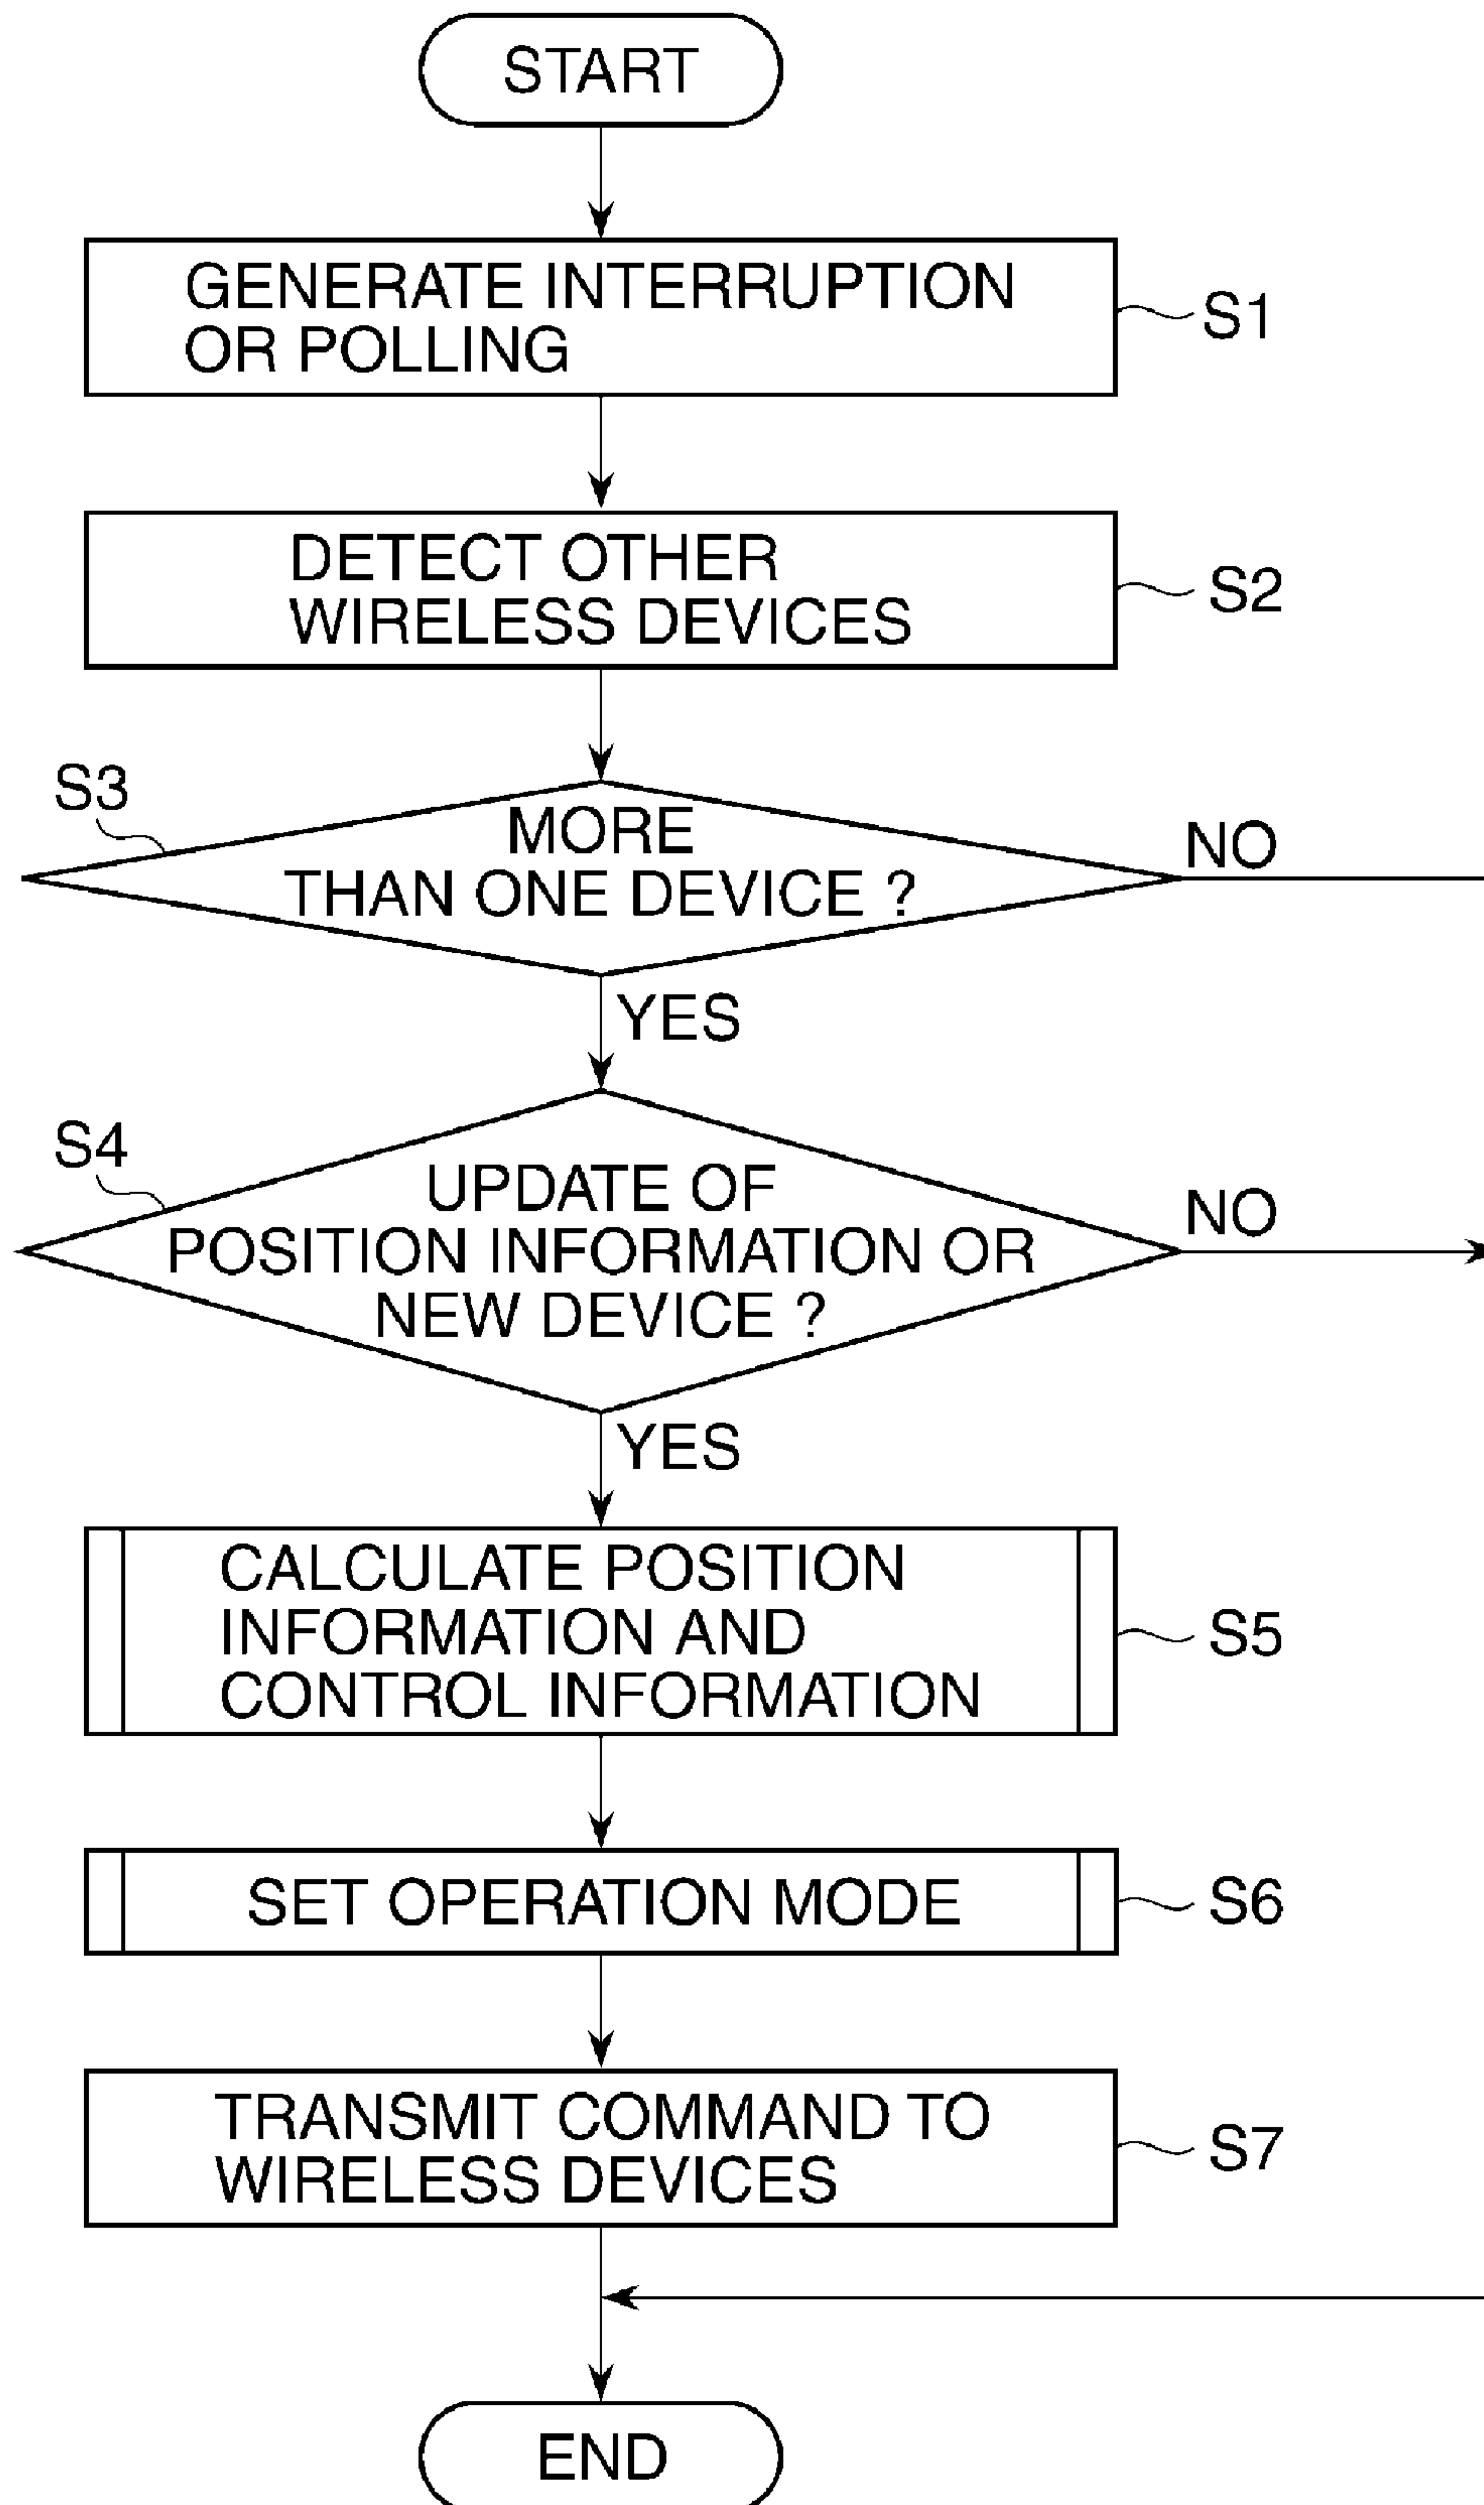 START
GENERATE INTERRUPTION
OR POLLING
S1
DETECT OTHER
WIRELESS DEVICES
S2
S3
MORE
THAN ONE DEVICE ?
NO
YES
S4
UPDATE OF
POSITION INFORMATION OR
NEW DEVICE ?
NO
YES
CALCULATE POSITION
INFORMATION AND
CONTROL INFORMATION
S5
SET OPERATION MODE
S6
TRANSMIT COMMAND TO
WIRELESS DEVICES
S7
END